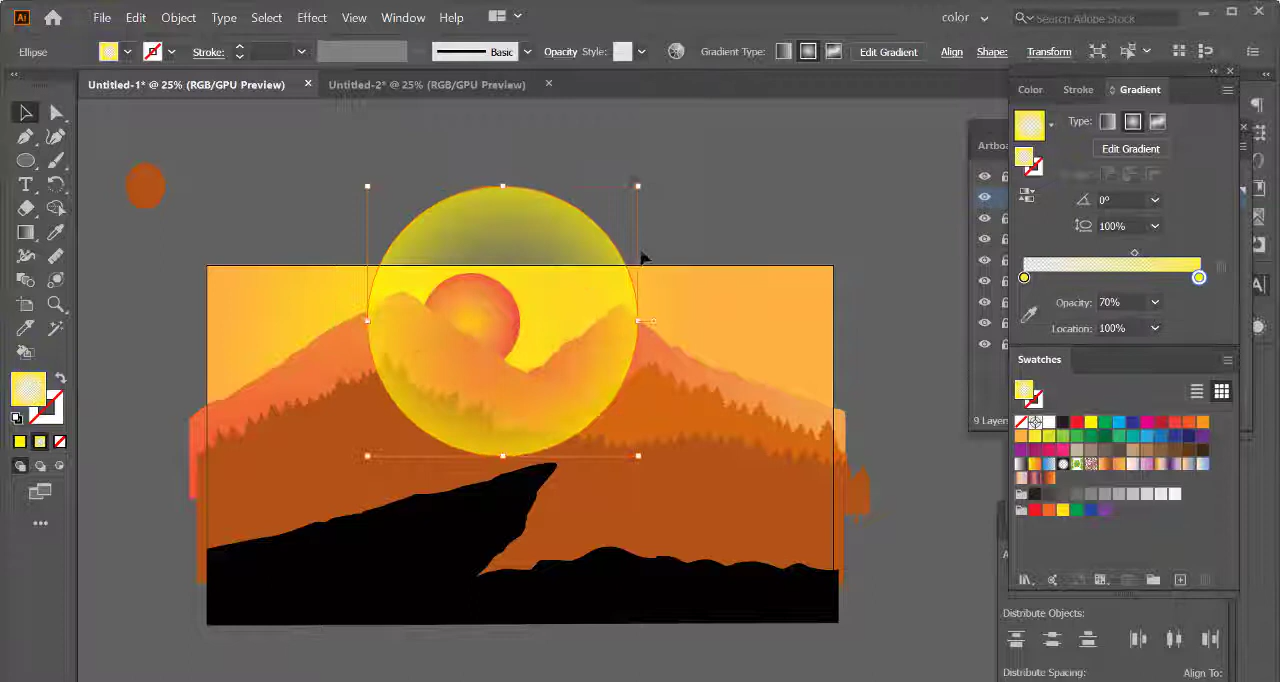 Ai File Edit Object Type Select Effect View Window Help color Search Adobe Stock
Ellipse Stroke: Basic Opacity Style: Gradient Type: Edit Gradient Align Shape: Transform
Untitled-1* @ 25% (RGB/GPU Preview) Untitled-2* @ 25% (RGB/GPU Preview)
Color Stroke Gradient
Type:
Edit Gradient
Artboa
0°
100%
Opacity: 70%
Location: 100%
Swatches
9 Layer
Distribute Objects:
Distribute Spacing: Align To: